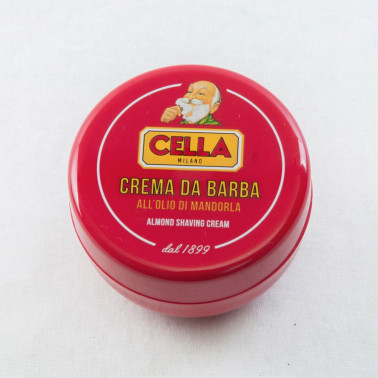 CELLA
MILANO
CREMA DA BARBA
ALL'OLIO DI MANDORLA
ALMOND SHAVING CREAM
dal 1899